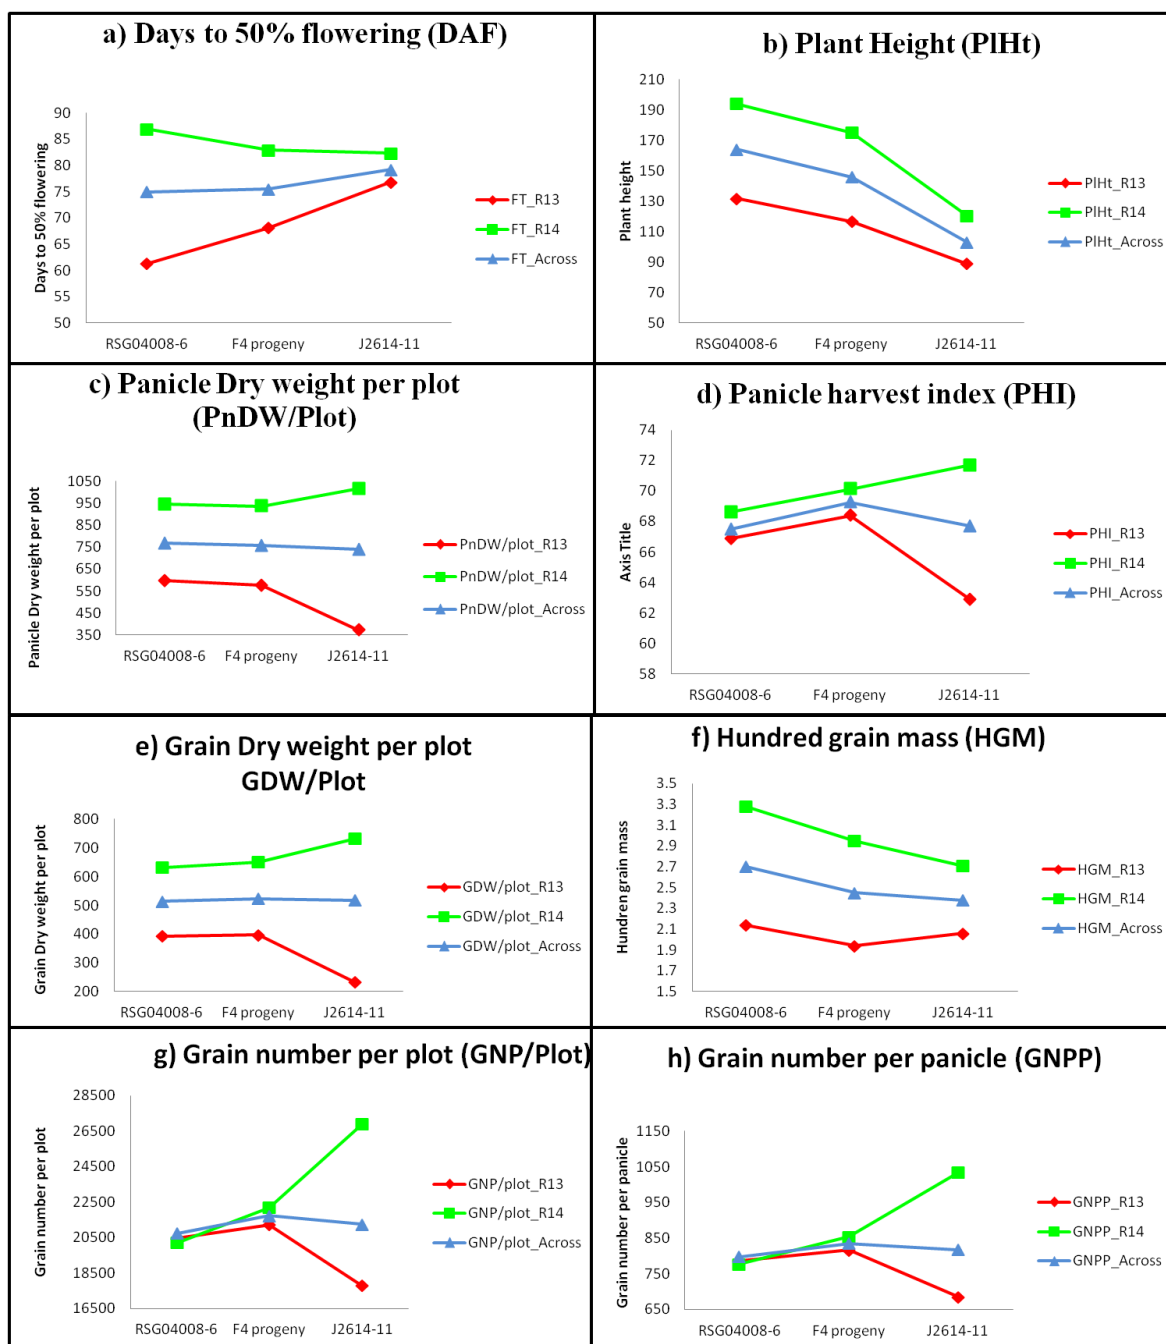 a) Days to 50% flowering (DAF)
Days to 50% flowering
90
85
80
75
70
65
60
55
50
RSG04008-6 F4 progeny J2614-11
FT_R13
FT_R14
FT_Across
b) Plant Height (PlHt)
Plant height
210
190
170
150
130
110
90
70
50
RSG04008-6 F4 progeny J2614-11
PlHt_R13
PlHt_R14
PlHt_Across
c) Panicle Dry weight per plot
(PnDW/Plot)
Panicle Dry weight per plot
1050
950
850
750
650
550
450
350
RSG04008-6 F4 progeny J2614-11
PnDW/plot_R13
PnDW/plot_R14
PnDW/plot_Across
d) Panicle harvest index (PHI)
Axis Title
74
72
70
68
66
64
62
60
58
RSG04008-6 F4 progeny J2614-11
PHI_R13
PHI_R14
PHI_Across
e) Grain Dry weight per plot
GDW/Plot
Grain Dry weight per plot
800
700
600
500
400
300
200
RSG04008-6 F4 progeny J2614-11
GDW/plot_R13
GDW/plot_R14
GDW/plot_Across
f) Hundred grain mass (HGM)
Hundren grain mass
3.5
3.3
3.1
2.9
2.7
2.5
2.3
2.1
1.9
1.7
1.5
RSG04008-6 F4 progeny J2614-11
HGM_R13
HGM_R14
HGM_Across
g) Grain number per plot (GNP/Plot)
Grain number per plot
28500
26500
24500
22500
20500
18500
16500
RSG04008-6 F4 progeny J2614-11
GNP/plot_R13
GNP/plot_R14
GNP/plot_Across
h) Grain number per panicle (GNPP)
Grain number per panicle
1150
1050
950
850
750
650
RSG04008-6 F4 progeny J2614-11
GNPP_R13
GNPP_R14
GNPP_Across